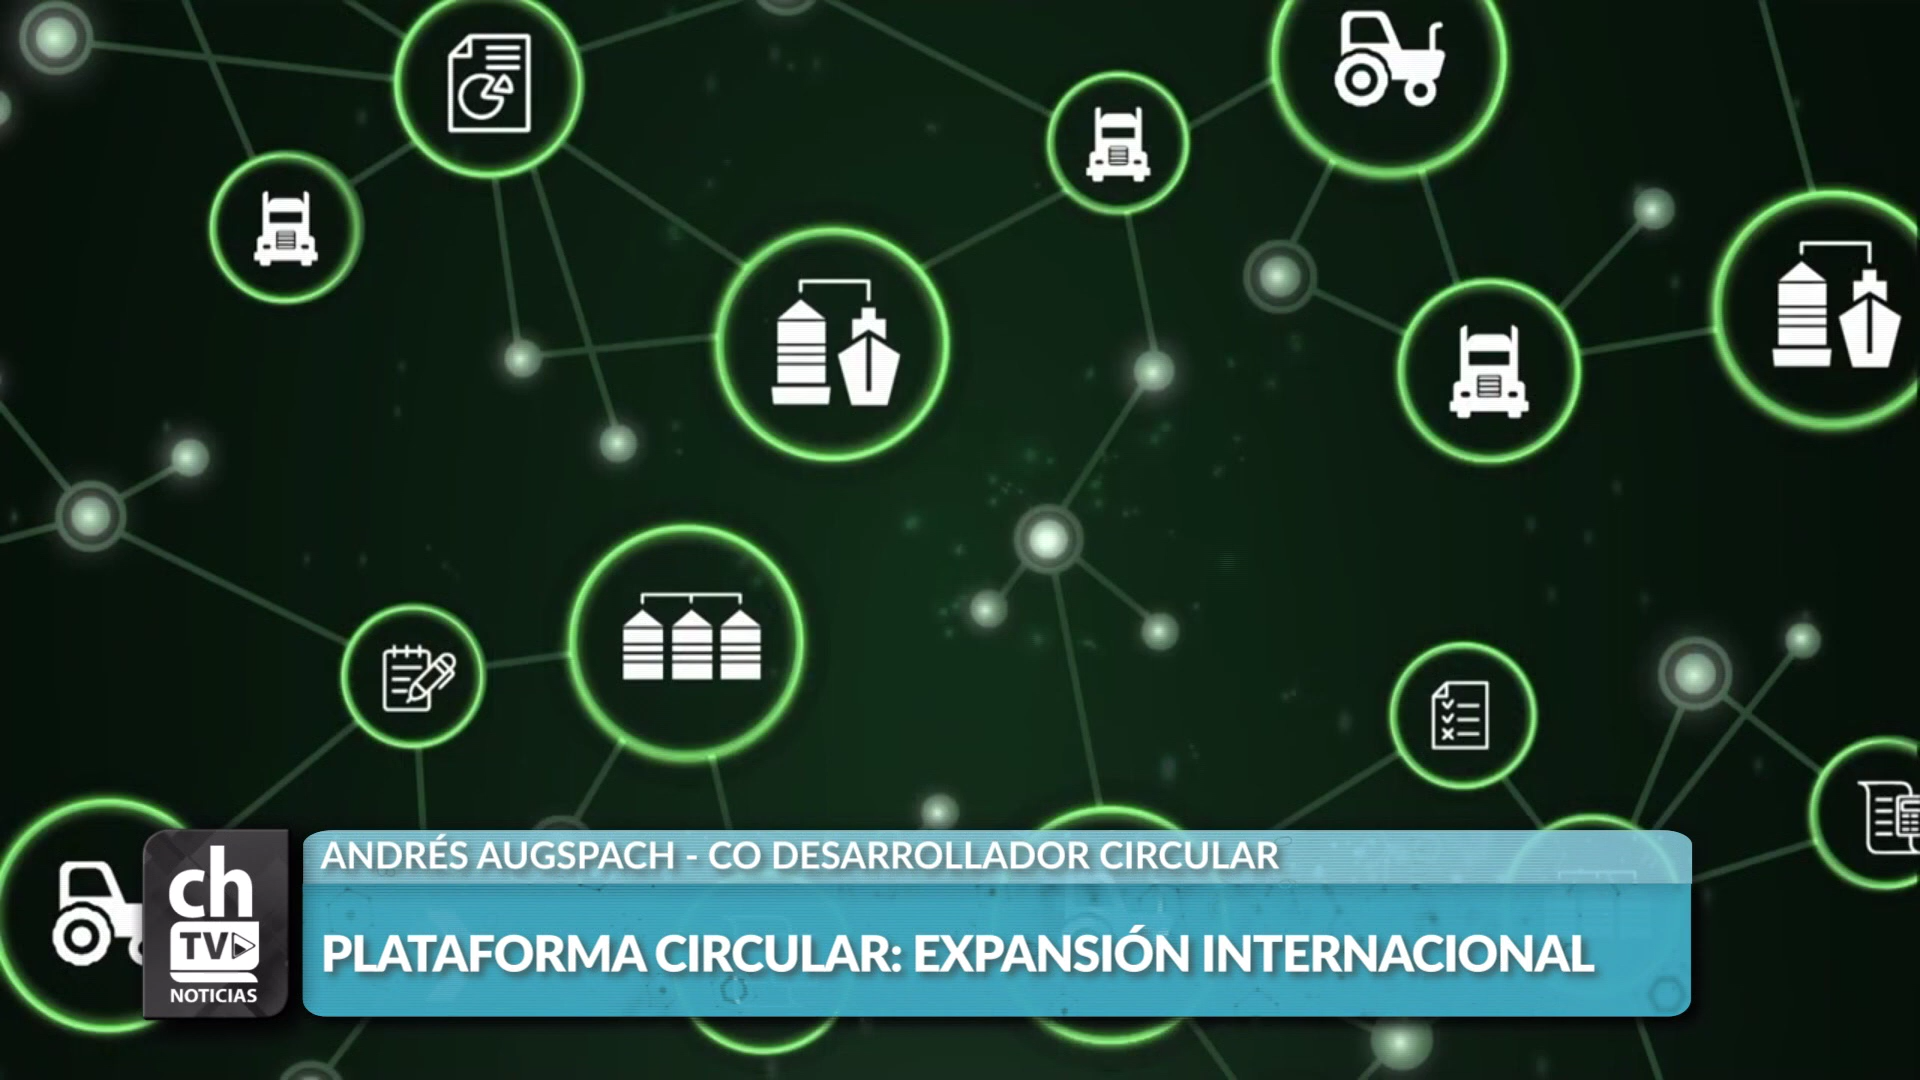 ANDRÉS AUGSPACH - CO DESARROLLADOR CIRCULAR
ch
TV
NOTICIAS
PLATAFORMA CIRCULAR: EXPANSIÓN INTERNACIONAL